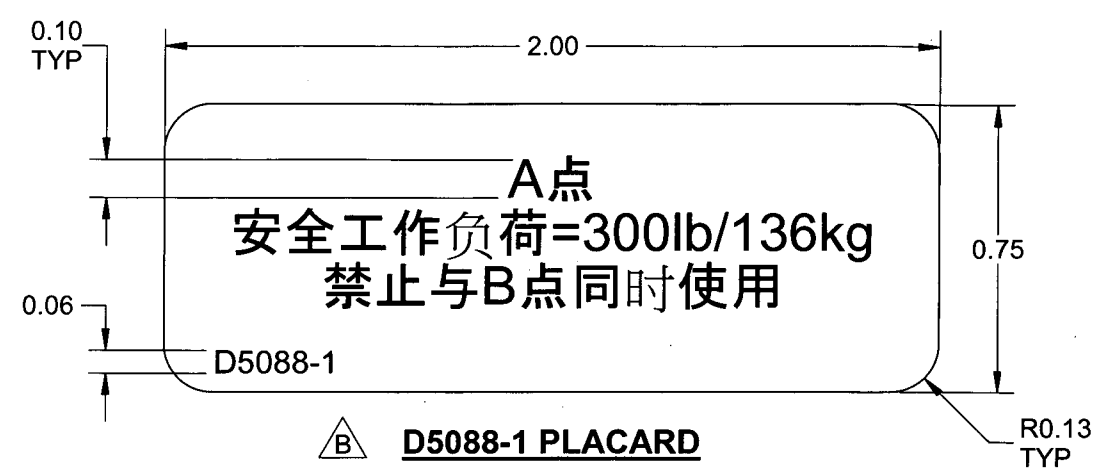 0.10
TYP
2.00
A点
安全工作负荷=300lb/136kg
禁止与B点同时使用
0.75
0.06
D5088-1
B D5088-1 PLACARD
R0.13
TYP